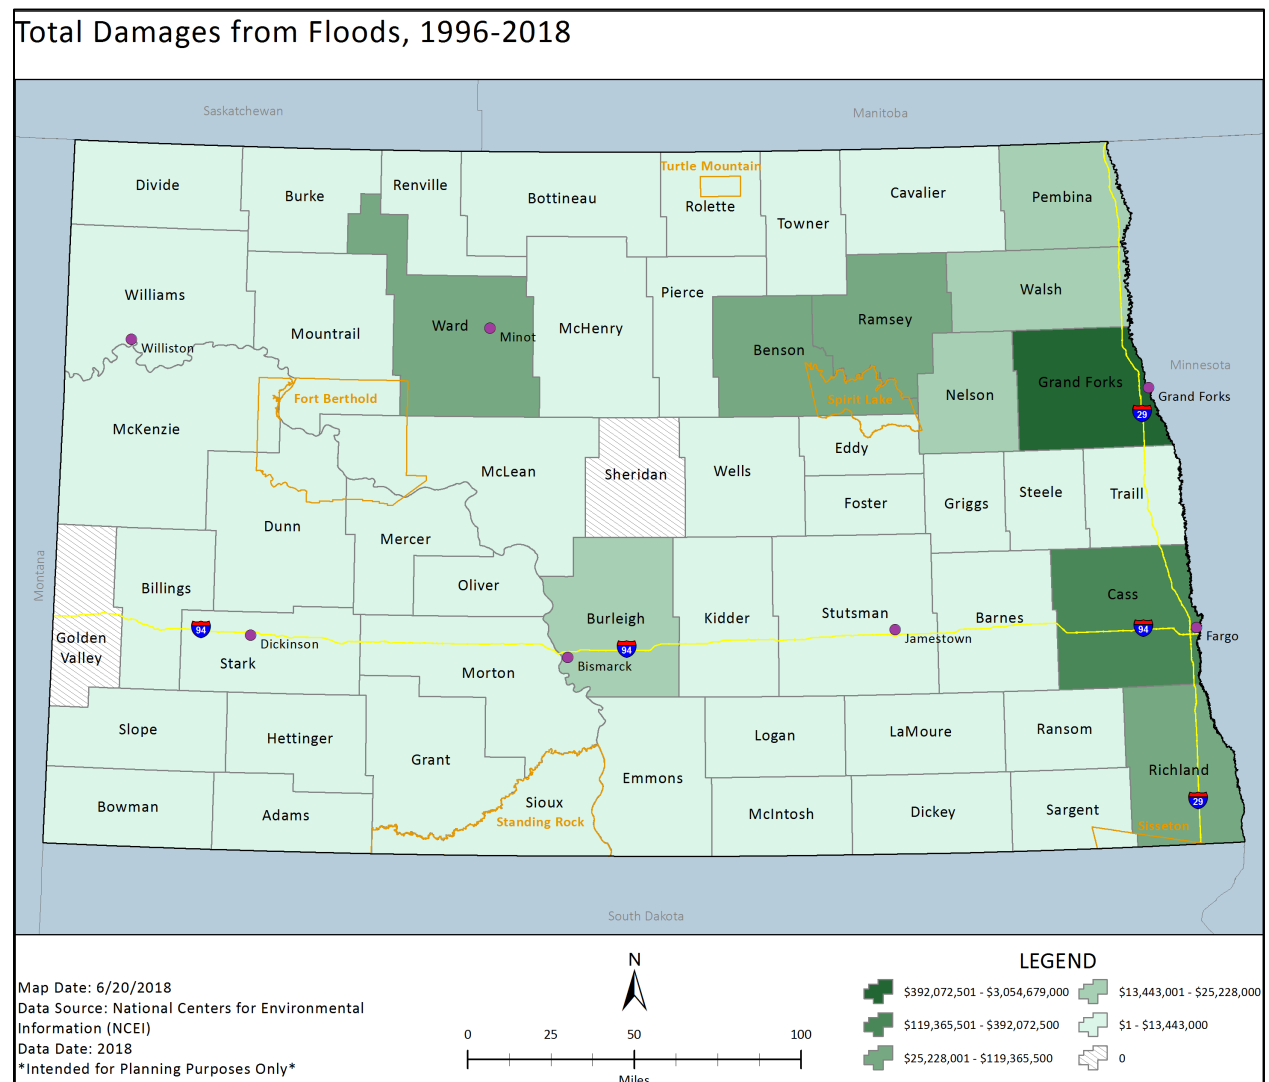 Total Damages from Floods, 1996-2018
Saskatchewan
Manitoba
Divide
Burke
Renville
Bottineau
Turtle Mountain
Rolette
Towner
Cavalier
Pembina
Williams
Williston
Mountrail
Ward
Minot
McHenry
Pierce
Benson
Ramsey
Walsh
Nelson
Grand Forks
Grand Forks
Minnesota
29
McKenzie
Fort Berthold
Spirit Lake
McLean
Sheridan
Wells
Eddy
Foster
Griggs
Steele
Traill
Dunn
Mercer
Oliver
Montana
Billings
Golden
Valley
94
Dickinson
Stark
Morton
Burleigh
94
Bismarck
Kidder
Stutsman
Jamestown
Barnes
Cass
94
Fargo
Slope
Hettinger
Grant
Logan
LaMoure
Ransom
Richland
Bowman
Adams
Sioux
Standing Rock
Emmons
McIntosh
Dickey
Sargent
Sisseton
29
South Dakota
Map Date: 6/20/2018
Data Source: National Centers for Environmental
Information (NCEI)
Data Date: 2018
*Intended for Planning Purposes Only*
N
0 25 50 100
Miles
LEGEND
$392,072,501 - $3,054,679,000
$119,365,501 - $392,072,500
$25,228,001 - $119,365,500
$13,443,001 - $25,228,000
$1 - $13,443,000
0